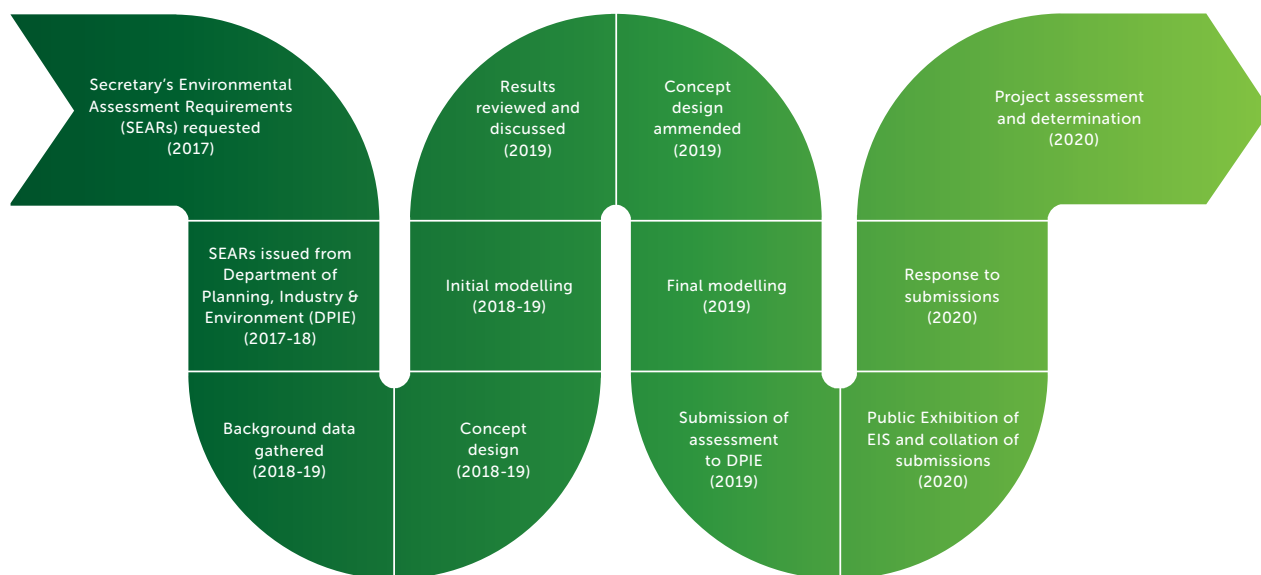 Secretary's Environmental
Assessment Requirements
(SEARs) requested
(2017)
SEARs issued from
Department of
Planning, Industry &
Environment (DPIE)
(2017-18)
Background data
gathered
(2018-19)
Concept
design
(2018-19)
Initial modelling
(2018-19)
Results
reviewed and
discussed
(2019)
Concept
design
ammended
(2019)
Final modelling
(2019)
Submission of
assessment
to DPIE
(2019)
Public Exhibition of
EIS and collation of
submissions
(2020)
Response to
submissions
(2020)
Project assessment
and determination
(2020)